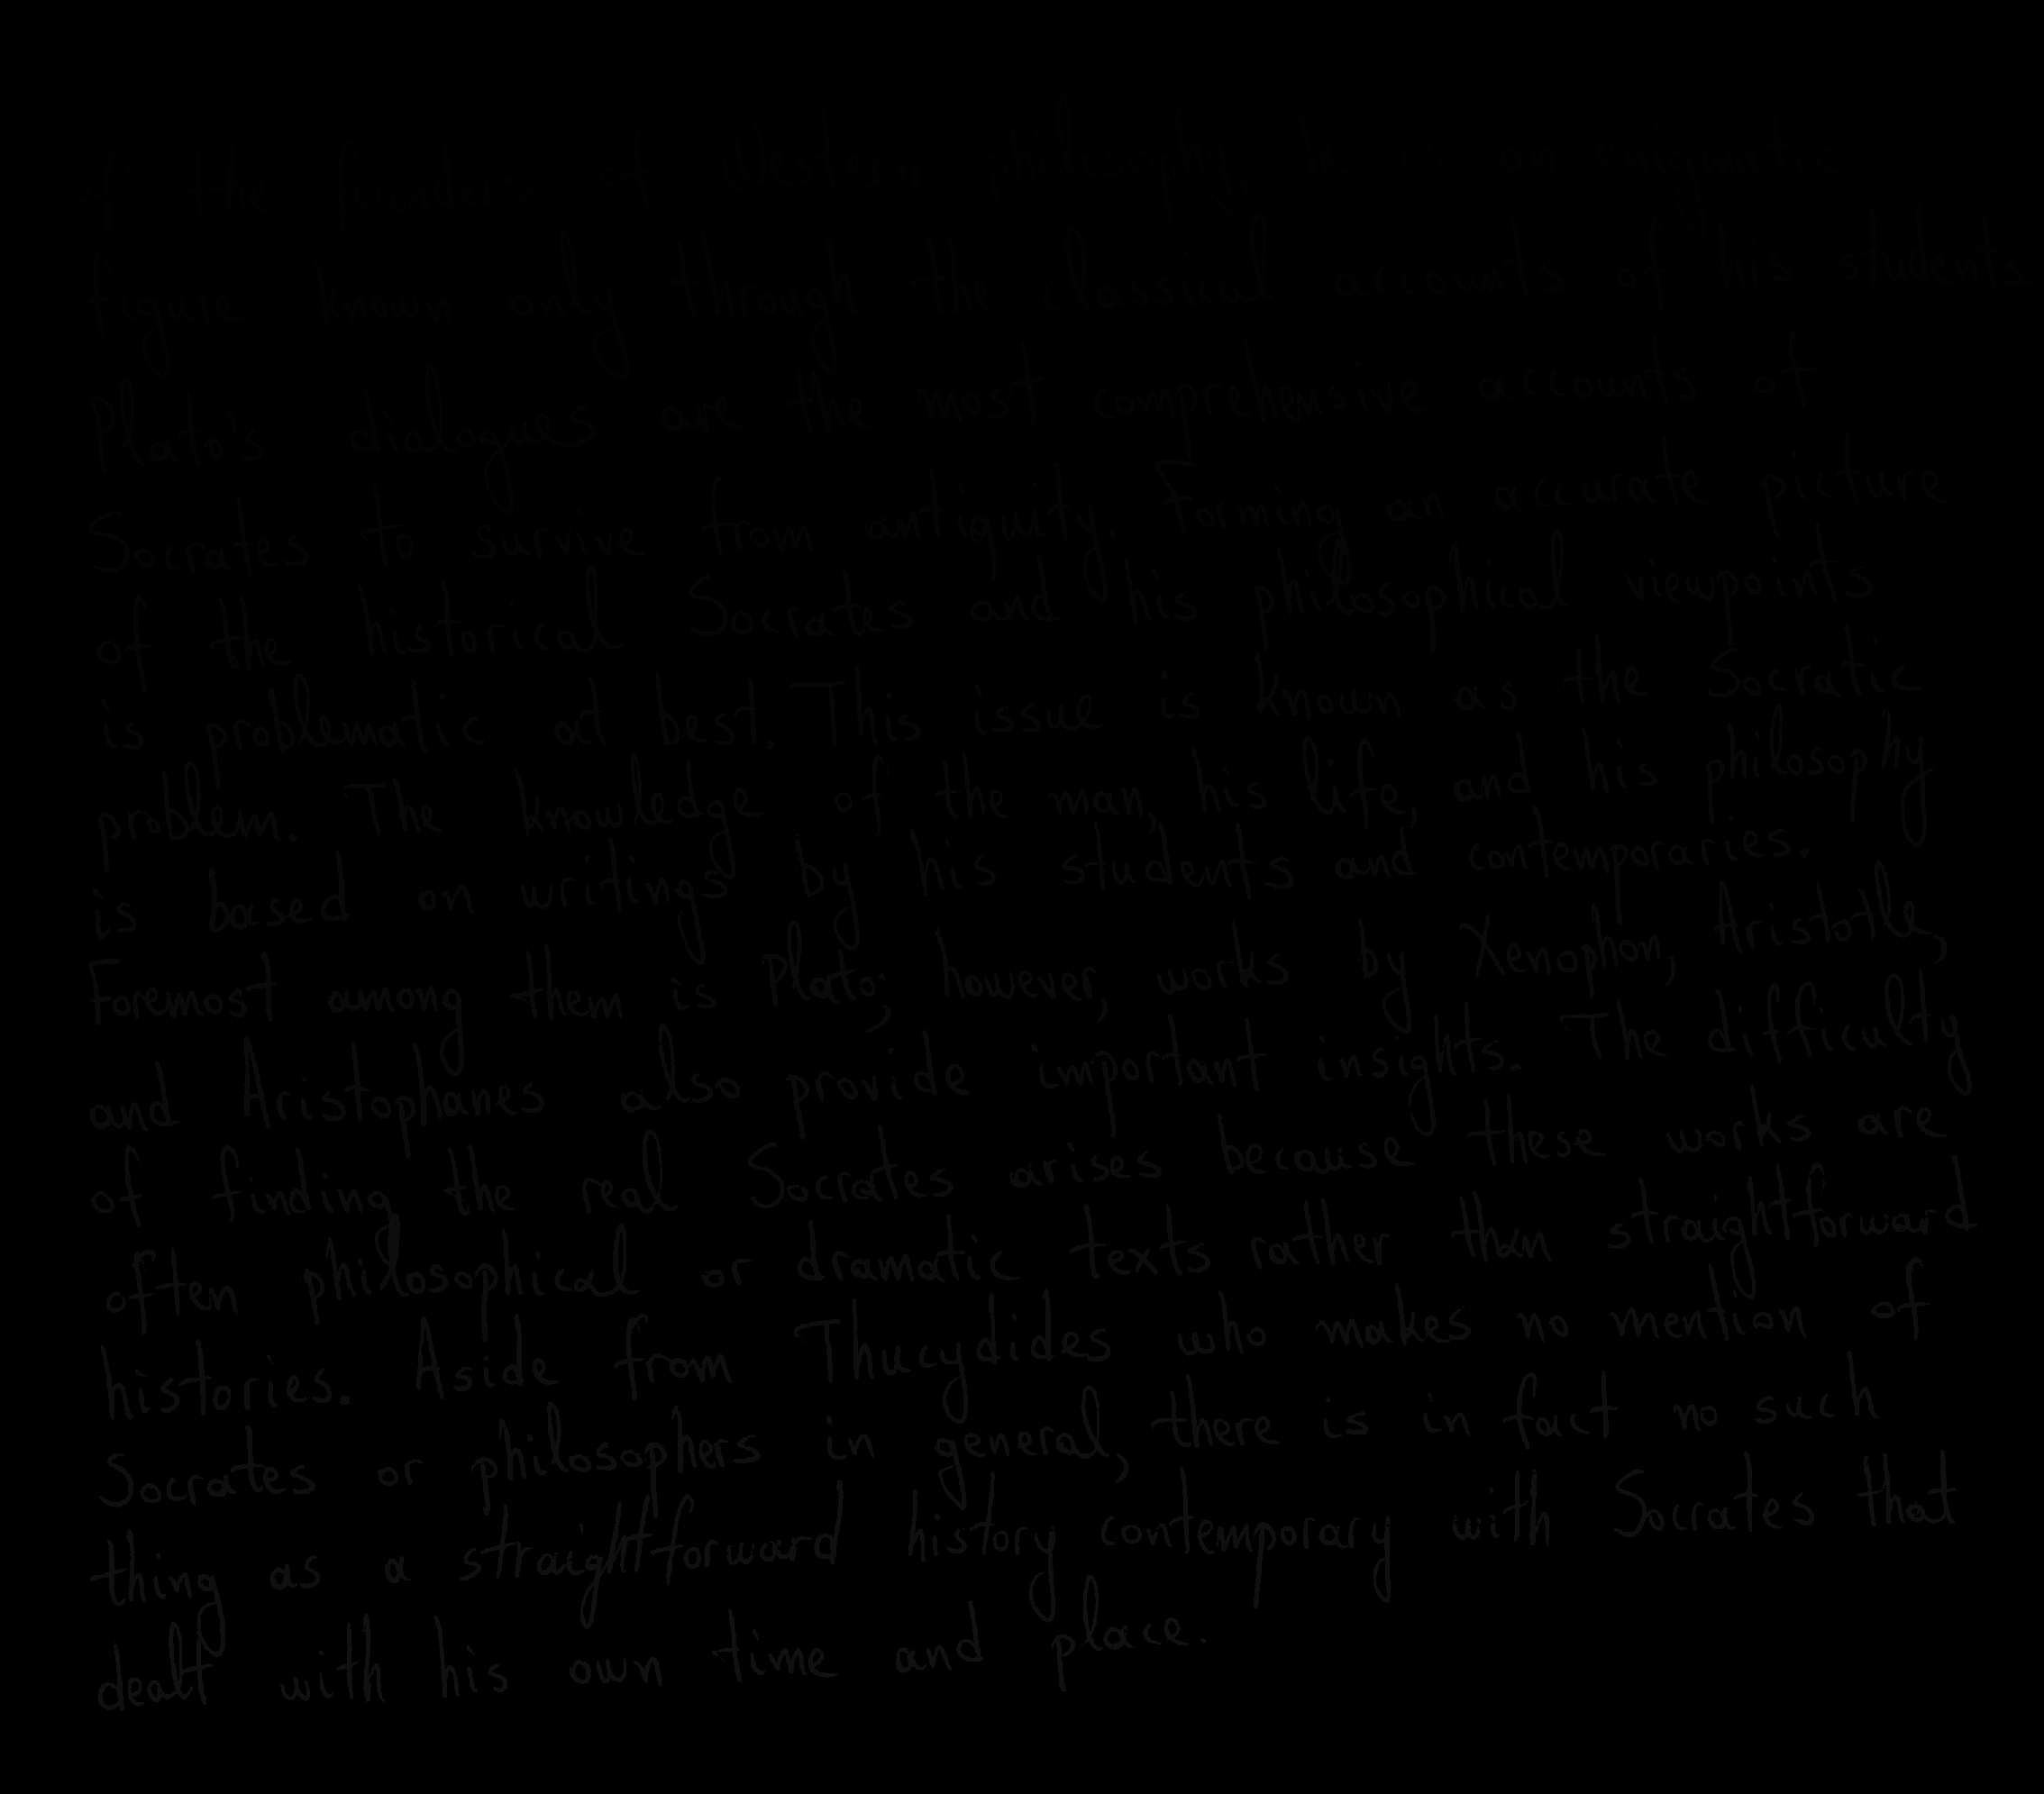 of the founders of Western philosophy, he is an enigmatic
figure known only through the classical accounts of his students.
Plato's dialogues are the most comprehensive accounts of
Socrates to survive from antiquity. Forming an accurate picture
of the historical Socrates and his philosophical viewpoints
is problematic at best. This issue is known as the Socratic
problem. The knowledge of the man, his life, and his philosophy
is based on writings by his students and contemporaries.
Foremost among them is Plato; however, works by Xenophon, Aristotle,
and Aristophanes also provide important insights. The difficulty
of finding the real Socrates arises because these works are
often philosophical or dramatic texts rather than straightforward
histories. Aside from Thucydides who makes no mention of
Socrates or philosophers in general, there is in fact no such
thing as a straightforward history contemporary with Socrates that
dealt with his own time and place.